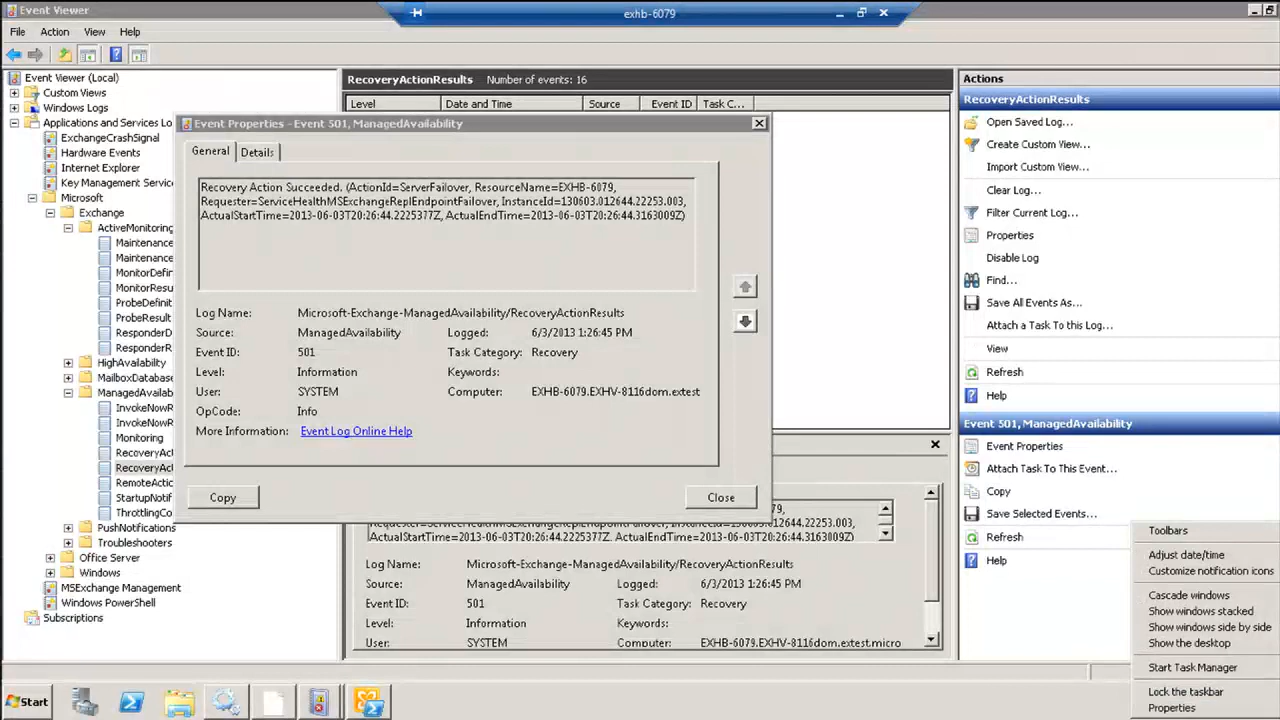 Event Viewer
exhb-6079
File Action View Help
Event Viewer (Local)
Custom Views
Windows Logs
Applications and Services Lo
ExchangeCrashSignal
Hardware Events
Internet Explorer
Key Management Service
Microsoft
Exchange
ActiveMonitoring
Maintenance
Maintenance
MonitorDefin
MonitorResu
ProbeDefinit
ProbeResult
ResponderD
ResponderR
HighAvailability
MailboxDatabase
ManagedAvailab
InvokeNowR
InvokeNowR
Monitoring
RecoveryAc
RecoveryAct
RemoteActic
StartupNotif
ThrottlingCo
PushNotifications
Troubleshooters
Office Server
Windows
MSExchange Management
Windows PowerShell
Subscriptions
RecoveryActionResults Number of events: 16
Level Date and Time Source Event ID Task C...
Event Properties - Event 501, ManagedAvailability
General Details
Recovery Action Succeeded. (ActionId=ServerFailover, ResourceName=EXHB-6079,
Requester=ServiceHealthMSExchangeReplEndpointFailover, InstanceId=130603.012644.22253.003,
ActualStartTime=2013-06-03T20:26:44.2225377Z, ActualEndTime=2013-06-03T20:26:44.3163009Z)
Log Name: Microsoft-Exchange-ManagedAvailability/RecoveryActionResults
Source: ManagedAvailability Logged: 6/3/2013 1:26:45 PM
Event ID: 501 Task Category: Recovery
Level: Information Keywords:
User: SYSTEM Computer: EXHB-6079.EXHV-8116dom.extest
OpCode: Info
More Information: Event Log Online Help
Copy Close
79,
Requester=ServiceHealthMSExchangeReplEndpointFailover, InstanceId=130603.012644.22253.003,
ActualStartTime=2013-06-03T20:26:44.2225377Z, ActualEndTime=2013-06-03T20:26:44.3163009Z)
Log Name: Microsoft-Exchange-ManagedAvailability/RecoveryActionResults
Source: ManagedAvailability Logged: 6/3/2013 1:26:45 PM
Event ID: 501 Task Category: Recovery
Level: Information Keywords:
User: SYSTEM Computer: EXHB-6079.EXHV-8116dom.extest.micro
Actions
RecoveryActionResults
Open Saved Log...
Create Custom View...
Import Custom View...
Clear Log...
Filter Current Log...
Properties
Disable Log
Find...
Save All Events As...
Attach a Task To this Log...
View
Refresh
Help
Event 501, ManagedAvailability
Event Properties
Attach Task To This Event...
Copy
Save Selected Events...
Refresh
Help
Toolbars
Adjust date/time
Customize notification icons
Cascade windows
Show windows stacked
Show windows side by side
Show the desktop
Start Task Manager
Lock the taskbar
Properties
Start